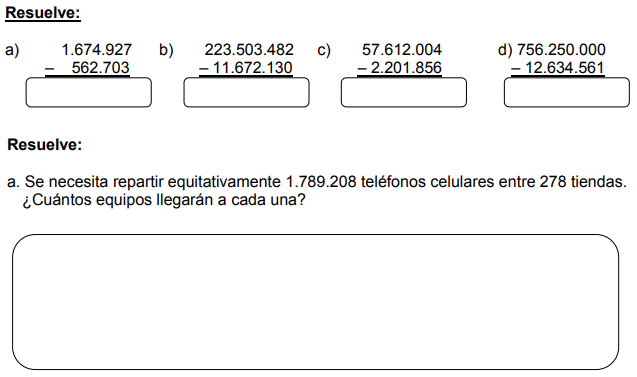 Resuelve:
a) 1.674.927 b) 223.503.482 c) 57.612.004 d) 756.250.000
– 562.703 – 11.672.130 – 2.201.856 – 12.634.561
Resuelve:
a. Se necesita repartir equitativamente 1.789.208 teléfonos celulares entre 278 tiendas.
¿Cuántos equipos llegarán a cada una?